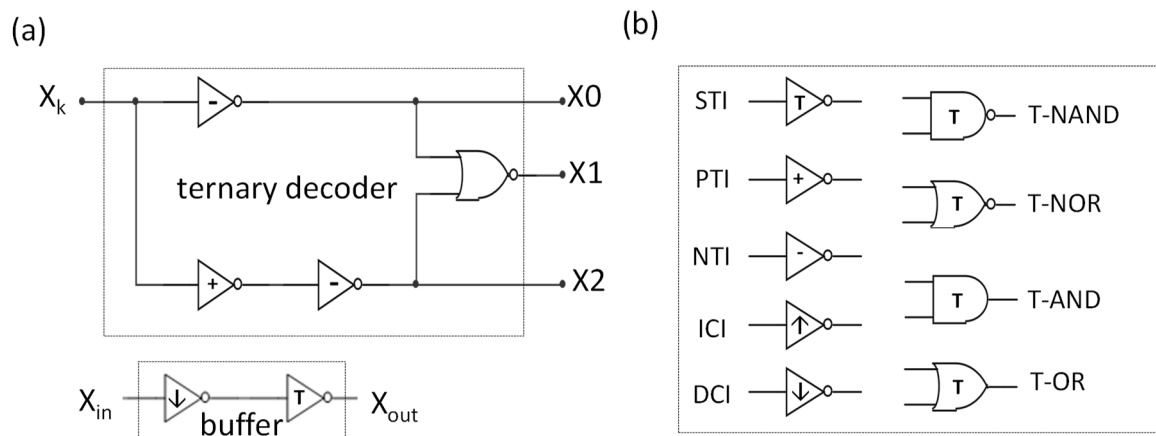 (a)
X_k
-
X0
ternary decoder
X1
+
-
X2
X_in
↓
T
X_out
buffer
(b)
STI
T
T
T-NAND
PTI
+
T
T-NOR
NTI
-
T
T-AND
ICI
↑
DCI
↓
T
T-OR